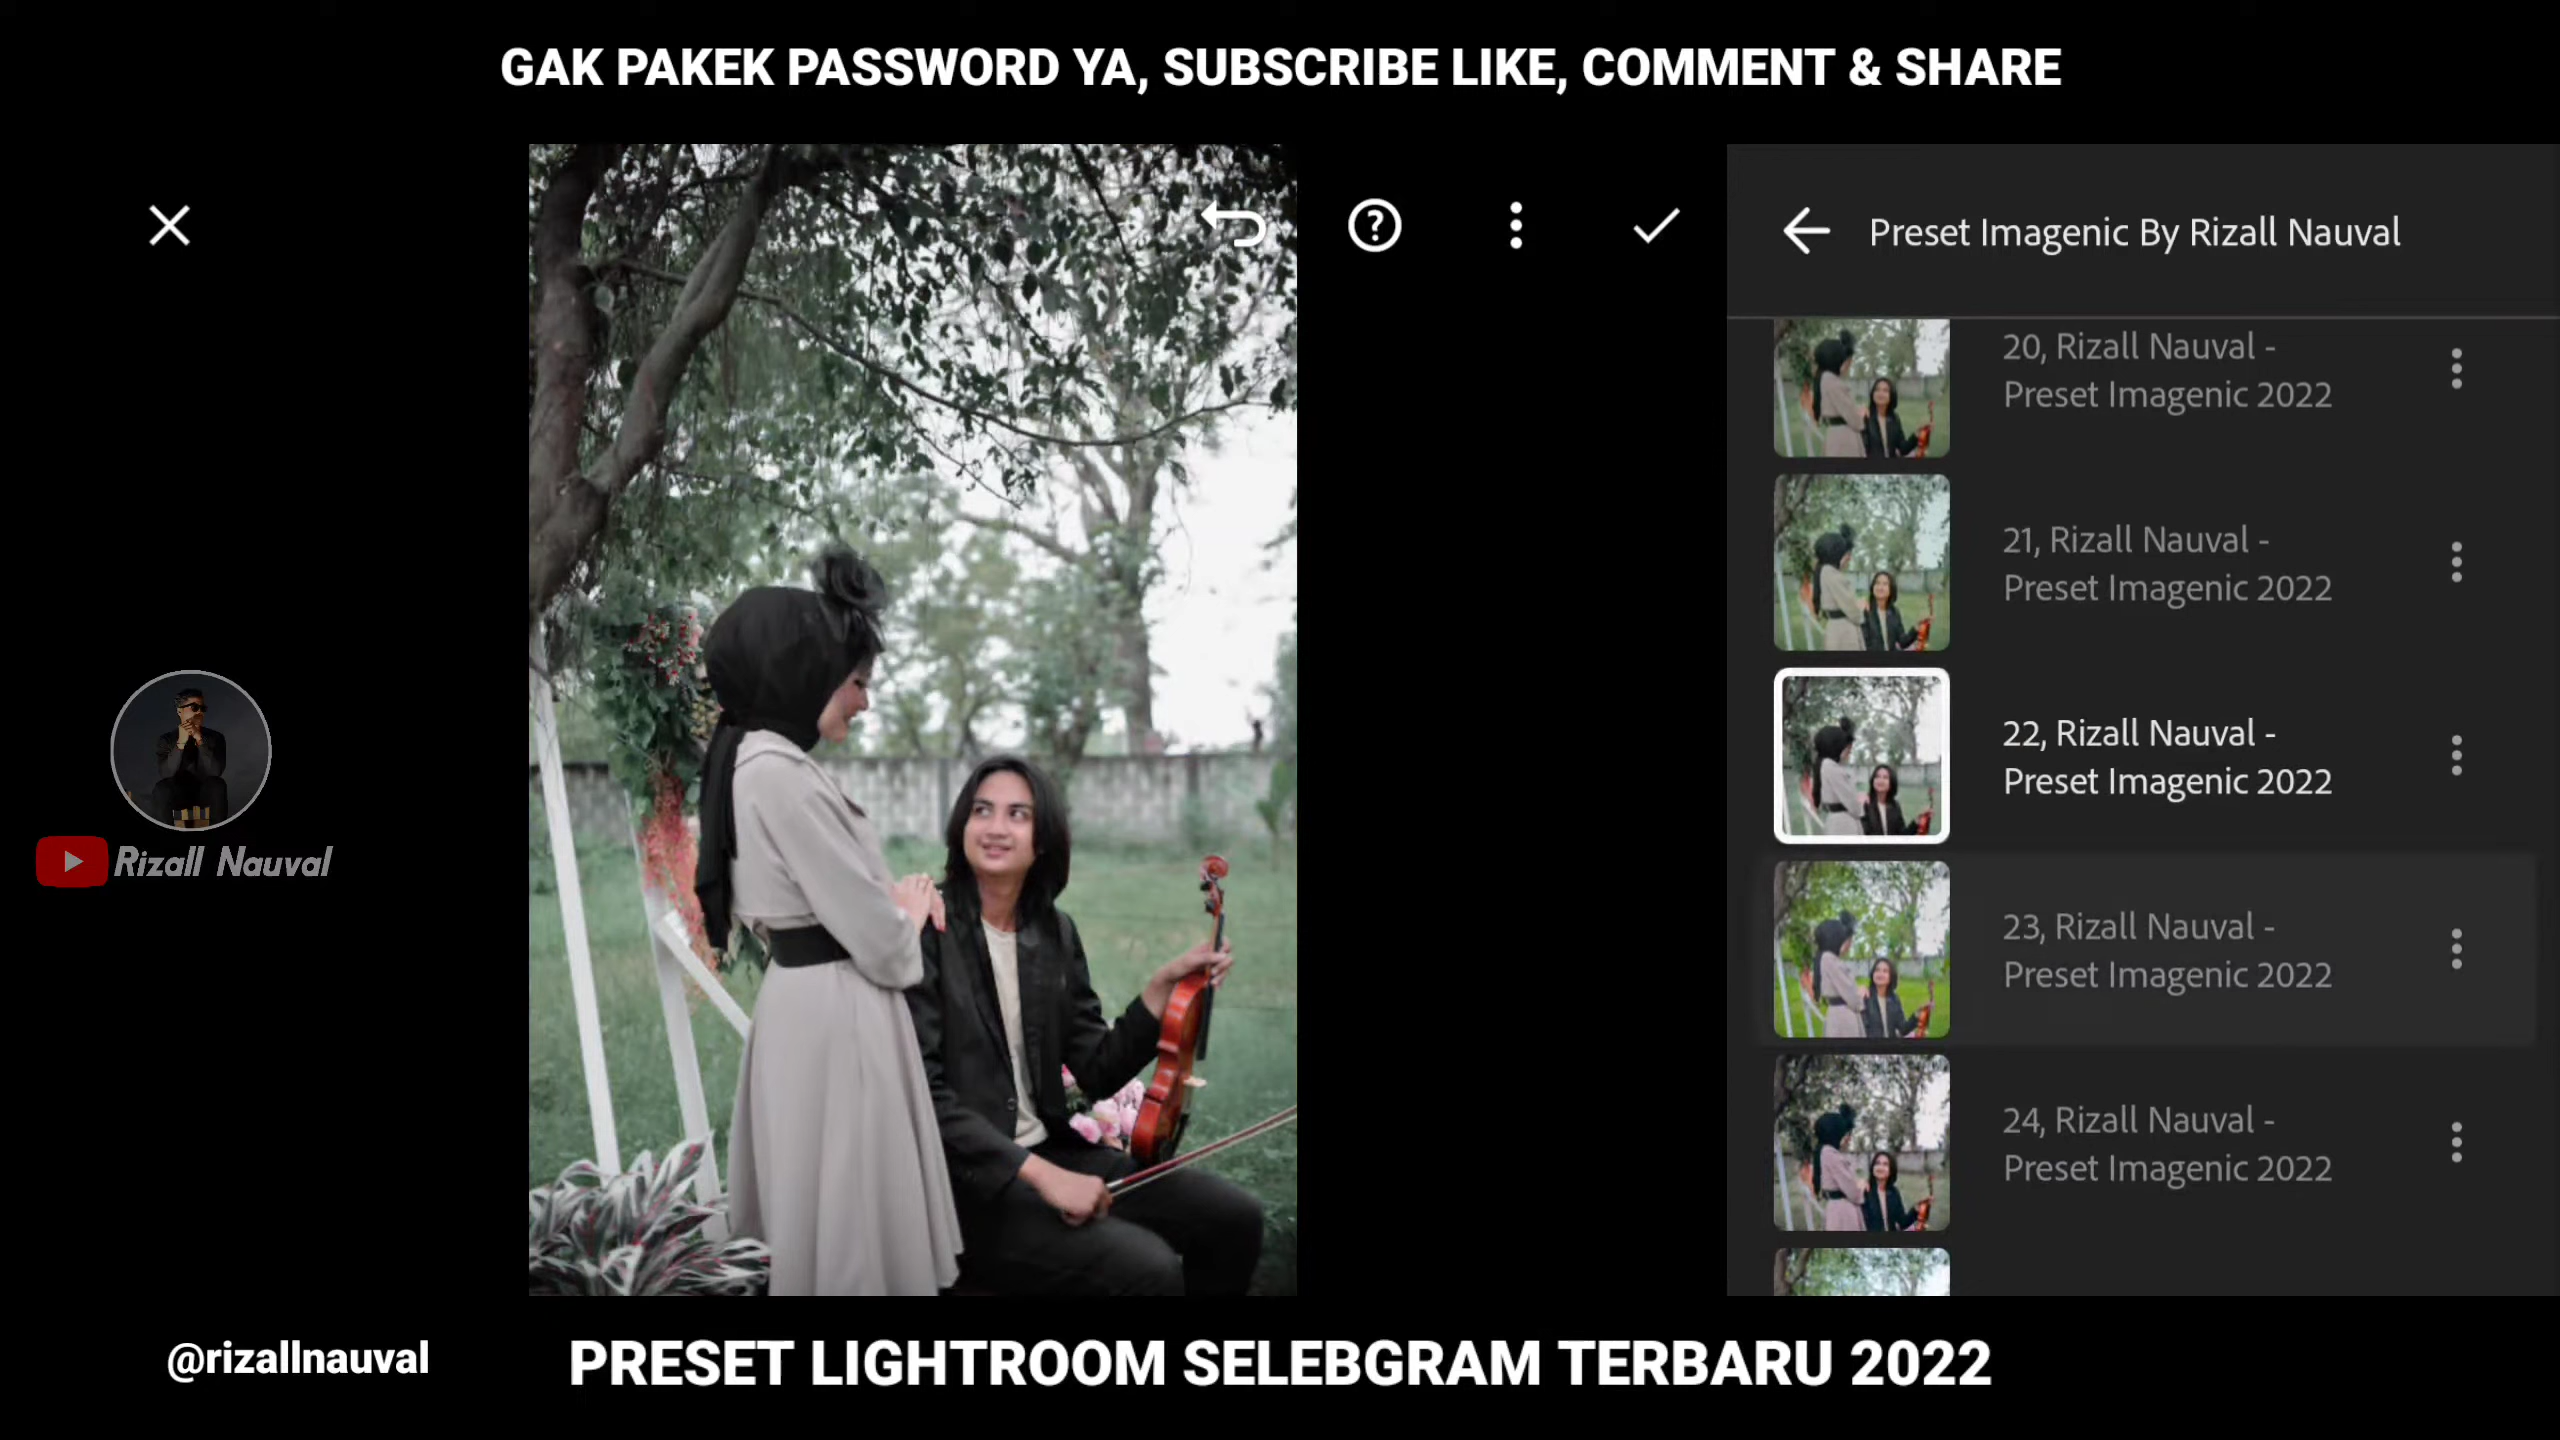 GAK PAKEK PASSWORD YA, SUBSCRIBE LIKE, COMMENT & SHARE
Preset Imagenic By Rizall Nauval
20, Rizall Nauval -
Preset Imagenic 2022
21, Rizall Nauval -
Preset Imagenic 2022
22, Rizall Nauval -
Preset Imagenic 2022
23, Rizall Nauval -
Preset Imagenic 2022
24, Rizall Nauval -
Preset Imagenic 2022
Rizall Nauval
@rizallnauval
PRESET LIGHTROOM SELEBGRAM TERBARU 2022